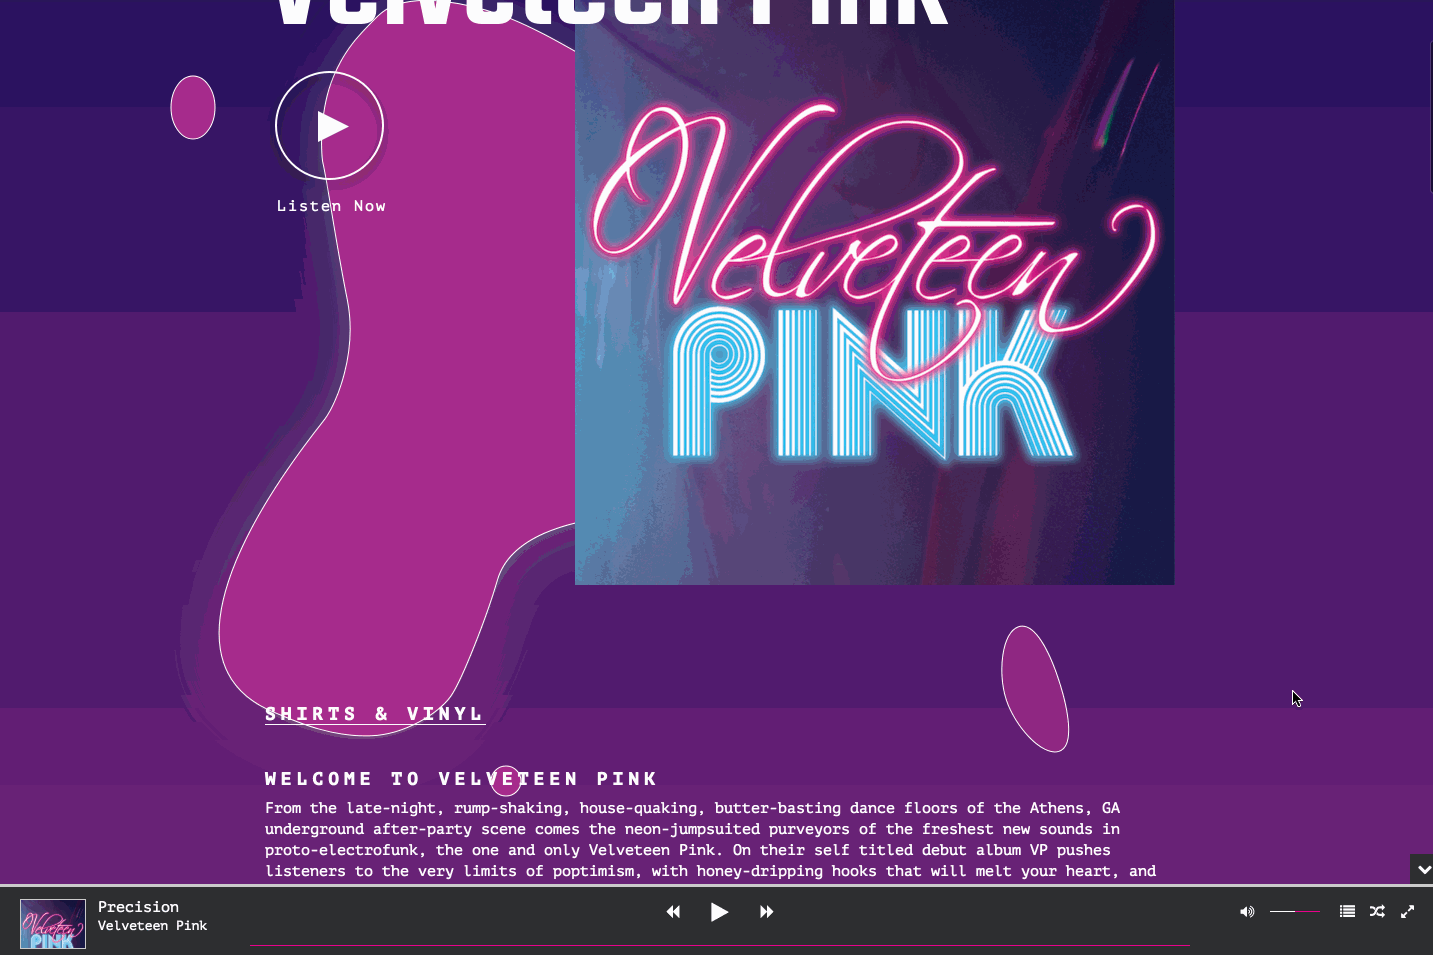 Velveteen Pink
Listen Now
Velveteen
PINK
SHIRTS & VINYL
WELCOME TO VELVETEEN PINK
From the late-night, rump-shaking, house-quaking, butter-basting dance floors of the Athens, GA
underground after-party scene comes the neon-jumpsuited purveyors of the freshest new sounds in
proto-electrofunk, the one and only Velveteen Pink. On their self titled debut album VP pushes
listeners to the very limits of poptimism, with honey-dripping hooks that will melt your heart, and
Velveteen
PINK
Precision
Velveteen Pink